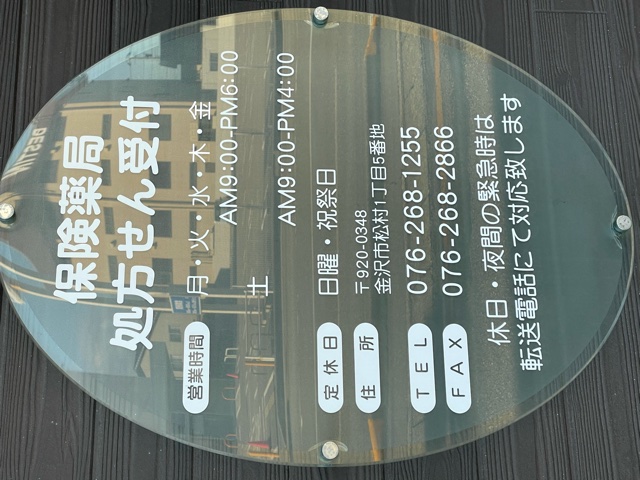 保険薬局
処方せん受付
営業時間 月・火・水・木・金
AM9:00-PM6:00
土
AM9:00-PM4:00
定休日 日曜・祝祭日
住所 〒920-0348
金沢市松村1丁目5番地
TEL 076-268-1255
FAX 076-268-2866
休日・夜間の緊急時は
転送電話にて対応致します